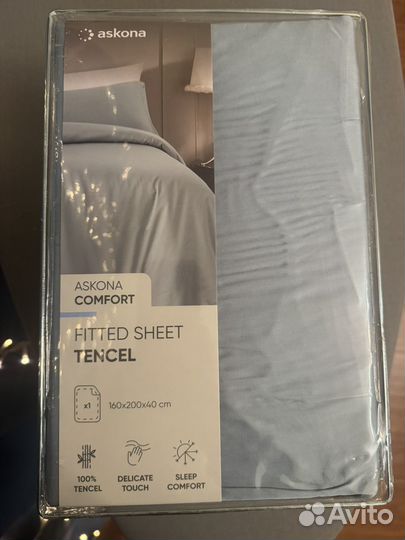 askona
ASKONA
COMFORT
FITTED SHEET
TENCEL
x1
160x200x40 cm
100%
TENCEL
DELICATE
TOUCH
SLEEP
COMFORT
Avito